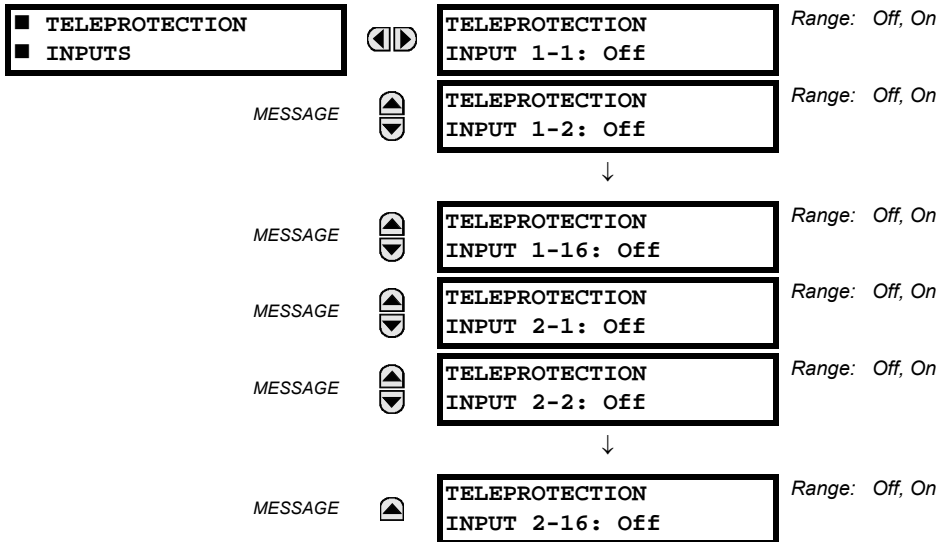 ■ TELEPROTECTION
■ INPUTS
TELEPROTECTION
INPUT 1-1: Off
Range: Off, On
MESSAGE
TELEPROTECTION
INPUT 1-2: Off
Range: Off, On
↓
MESSAGE
TELEPROTECTION
INPUT 1-16: Off
Range: Off, On
MESSAGE
TELEPROTECTION
INPUT 2-1: Off
Range: Off, On
MESSAGE
TELEPROTECTION
INPUT 2-2: Off
Range: Off, On
↓
MESSAGE
TELEPROTECTION
INPUT 2-16: Off
Range: Off, On